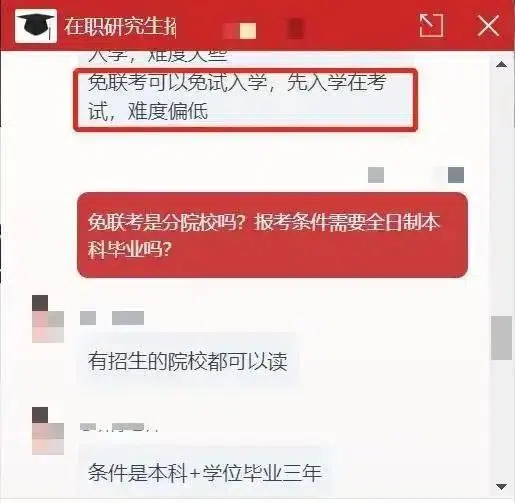 在职研究生招
入学，难度大些
免联考可以免试入学，先入学在考
试，难度偏低
免联考是分院校吗？报考条件需要全日制本
科毕业吗？
有招生的院校都可以读
条件是本科+学位毕业三年